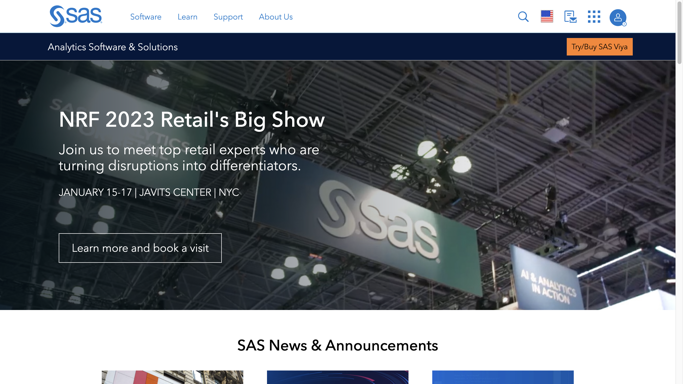 sas
Software
Learn
Support
About Us
Analytics Software & Solutions
Try/Buy SAS Viya
NRF 2023 Retail's Big Show
Join us to meet top retail experts who are
turning disruptions into differentiators.
JANUARY 15-17 | JAVITS CENTER | NYC
Learn more and book a visit
SAS ANALYTICS
sas
AI & ANALYTICS
IN ACTION
SAS News & Announcements